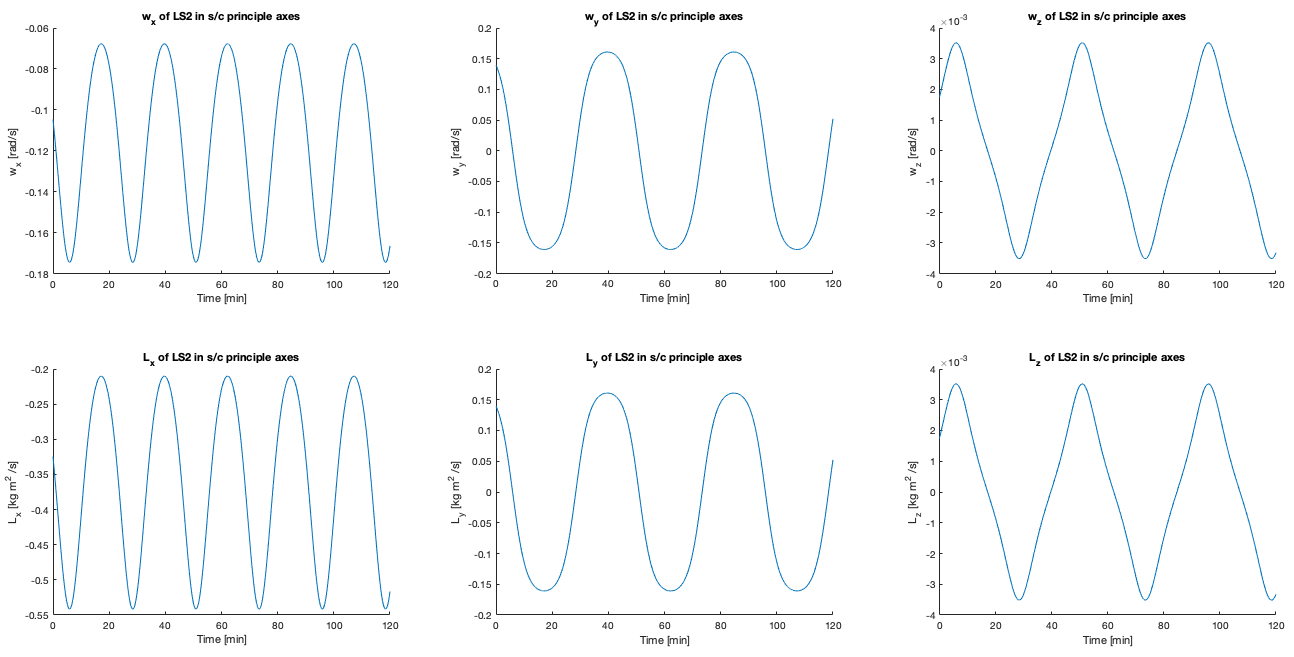 w_x of LS2 in s/c principle axes
w_x [rad/s]
-0.06
-0.08
-0.1
-0.12
-0.14
-0.16
-0.18
0 20 40 60 80 100 120
Time [min]
w_y of LS2 in s/c principle axes
w_y [rad/s]
0.2
0.15
0.1
0.05
0
-0.05
-0.1
-0.15
-0.2
0 20 40 60 80 100 120
Time [min]
w_z of LS2 in s/c principle axes
×10^-3
w_z [rad/s]
4
3
2
1
0
-1
-2
-3
-4
0 20 40 60 80 100 120
Time [min]
L_x of LS2 in s/c principle axes
L_x [kg m^2 /s]
-0.2
-0.25
-0.3
-0.35
-0.4
-0.45
-0.5
-0.55
0 20 40 60 80 100 120
Time [min]
L_y of LS2 in s/c principle axes
L_y [kg m^2 /s]
0.2
0.15
0.1
0.05
0
-0.05
-0.1
-0.15
-0.2
0 20 40 60 80 100 120
Time [min]
L_z of LS2 in s/c principle axes
×10^-3
L_z [kg m^2 /s]
4
3
2
1
0
-1
-2
-3
-4
0 20 40 60 80 100 120
Time [min]